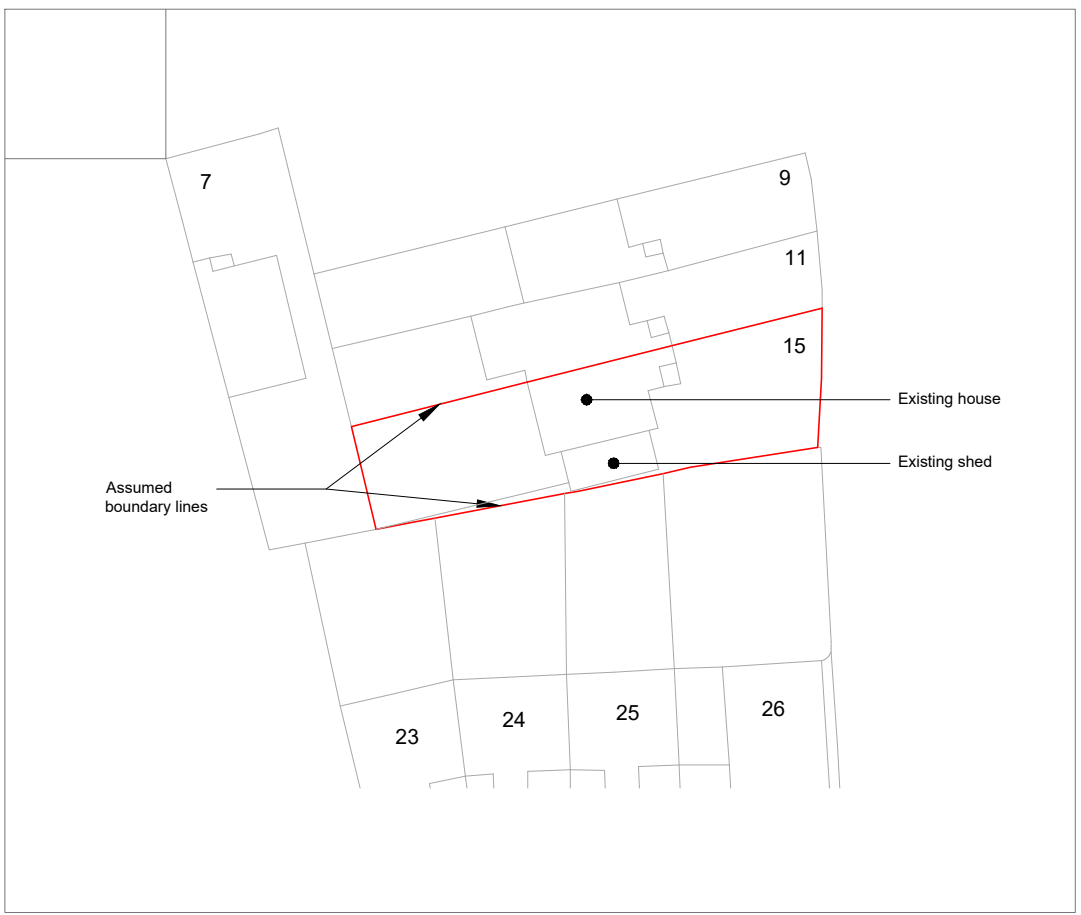 7
9
11
15
Existing house
Existing shed
Assumed
boundary lines
23
24
25
26